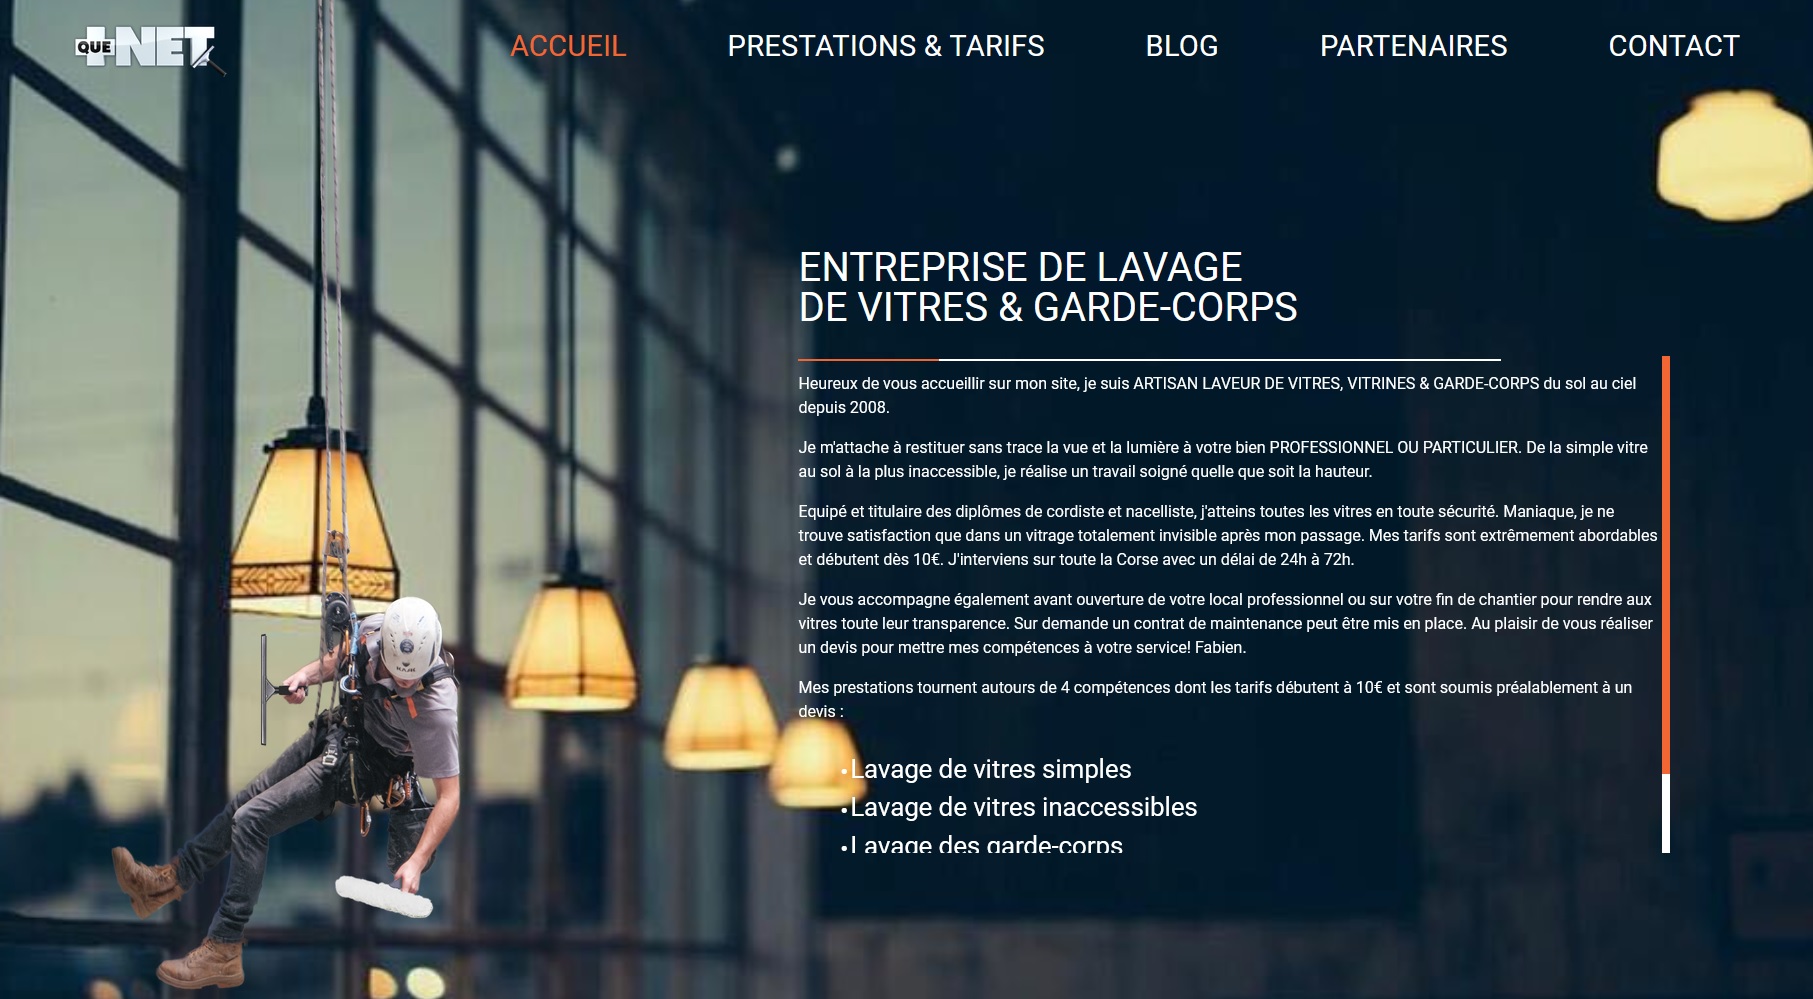 QUE +NET
ACCUEIL
PRESTATIONS & TARIFS
BLOG
PARTENAIRES
CONTACT
ENTREPRISE DE LAVAGE
DE VITRES & GARDE-CORPS
Heureux de vous accueillir sur mon site, je suis ARTISAN LAVEUR DE VITRES, VITRINES & GARDE-CORPS du sol au ciel
depuis 2008.
Je m'attache à restituer sans trace la vue et la lumière à votre bien PROFESSIONNEL OU PARTICULIER. De la simple vitre
au sol à la plus inaccessible, je réalise un travail soigné quelle que soit la hauteur.
Equipé et titulaire des diplômes de cordiste et nacelliste, j'atteins toutes les vitres en toute sécurité. Maniaque, je ne
trouve satisfaction que dans un vitrage totalement invisible après mon passage. Mes tarifs sont extrêmement abordables
et débutent dès 10€. J'interviens sur toute la Corse avec un délai de 24h à 72h.
Je vous accompagne également avant ouverture de votre local professionnel ou sur votre fin de chantier pour rendre aux
vitres toute leur transparence. Sur demande un contrat de maintenance peut être mis en place. Au plaisir de vous réaliser
un devis pour mettre mes compétences à votre service! Fabien.
Mes prestations tournent autours de 4 compétences dont les tarifs débutent à 10€ et sont soumis préalablement à un
devis :
• Lavage de vitres simples
• Lavage de vitres inaccessibles
• Lavage des garde-corps